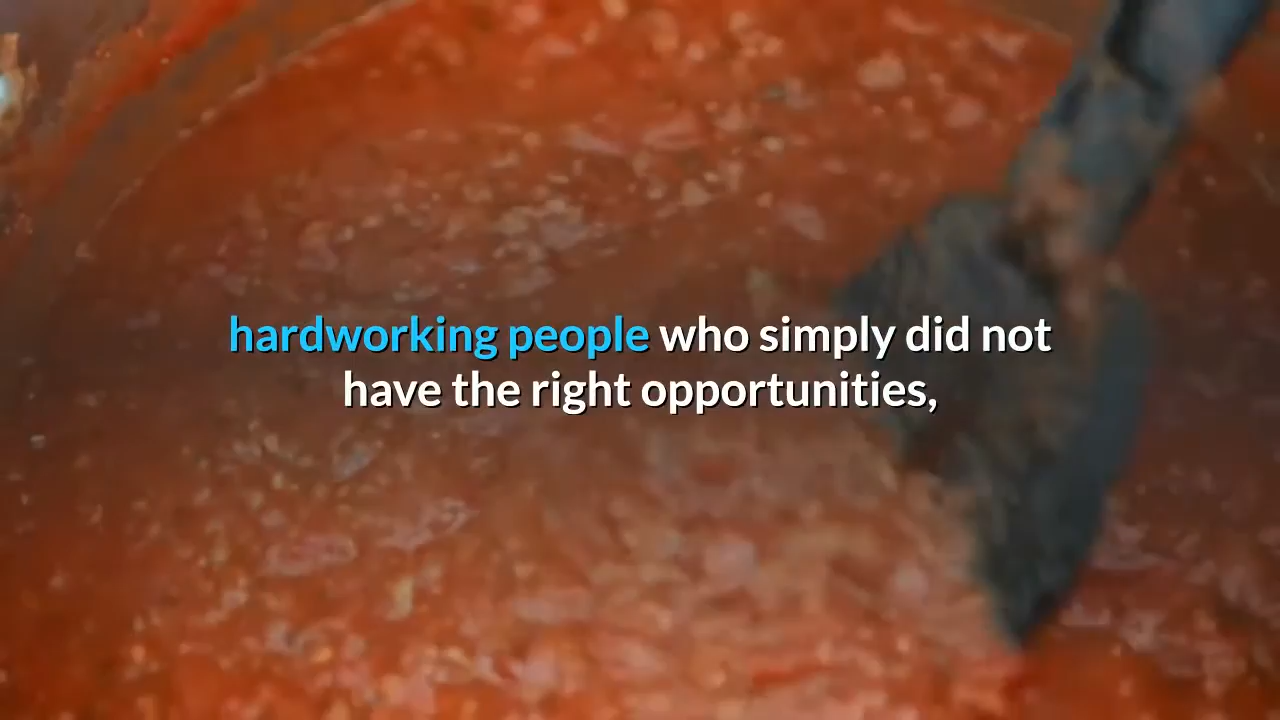 hardworking people who simply did not
have the right opportunities,